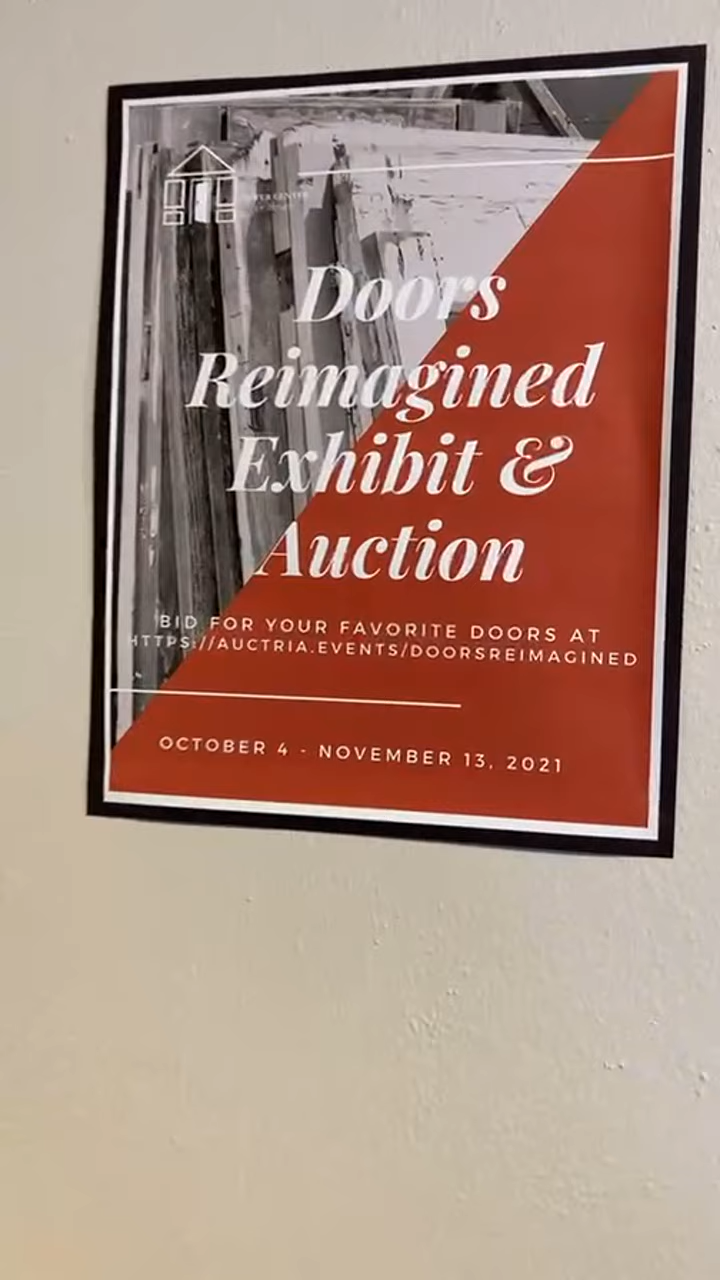 Doors
Reimagined
Exhibit &
Auction
BID FOR YOUR FAVORITE DOORS AT
HTTPS://AUCTRIA.EVENTS/DOORSREIMAGINED
OCTOBER 4 - NOVEMBER 13, 2021